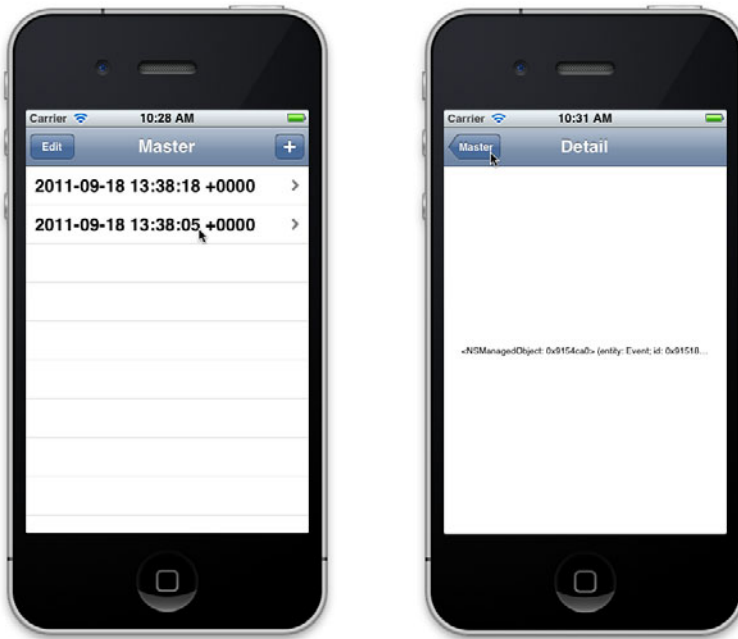 Carrier 10:28 AM
Edit Master +
2011-09-18 13:38:18 +0000
2011-09-18 13:38:05 +0000
Carrier 10:31 AM
Master Detail
<NSManagedObject: 0x9154ca0> (entity: Event; id: 0x91518...